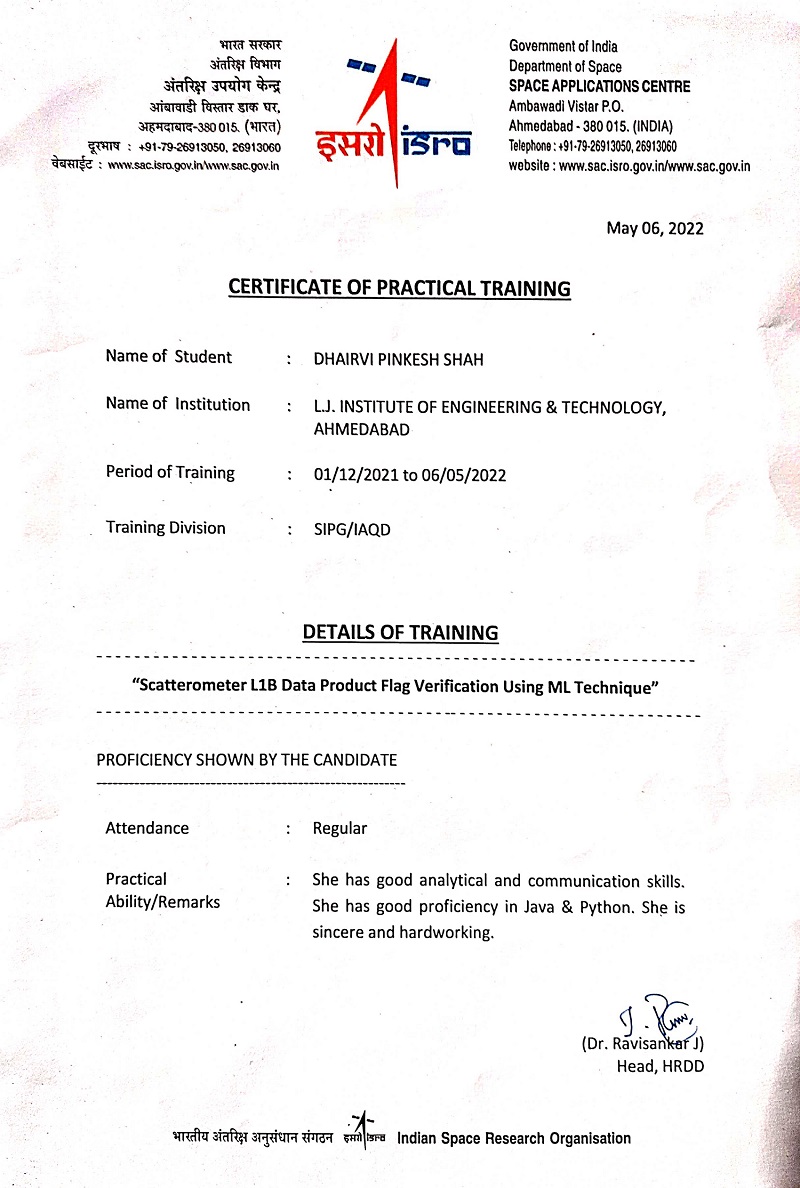 भारत सरकार
अंतरिक्ष विभाग
अंतरिक्ष उपयोग केन्द्र
आंबावाडी विस्तार डाक घर,
अहमदाबाद-380 015. (भारत)
दूरभाष : +91-79-26913050, 26913060
वेबसाईट : www.sac.isro.gov.in\www.sac.gov.in
इसरो isro
Government of India
Department of Space
SPACE APPLICATIONS CENTRE
Ambawadi Vistar P.O.
Ahmedabad - 380 015. (INDIA)
Telephone : +91-79-26913050, 26913060
website : www.sac.isro.gov.in/www.sac.gov.in
May 06, 2022
CERTIFICATE OF PRACTICAL TRAINING
Name of Student : DHAIRVI PINKESH SHAH
Name of Institution : L.J. INSTITUTE OF ENGINEERING & TECHNOLOGY,
AHMEDABAD
Period of Training : 01/12/2021 to 06/05/2022
Training Division : SIPG/IAQD
DETAILS OF TRAINING
“Scatterometer L1B Data Product Flag Verification Using ML Technique”
PROFICIENCY SHOWN BY THE CANDIDATE
Attendance : Regular
Practical : She has good analytical and communication skills.
Ability/Remarks She has good proficiency in Java & Python. She is
sincere and hardworking.
(Dr. Ravisankar J)
Head, HRDD
भारतीय अंतरिक्ष अनुसंधान संगठन इसरो isro Indian Space Research Organisation